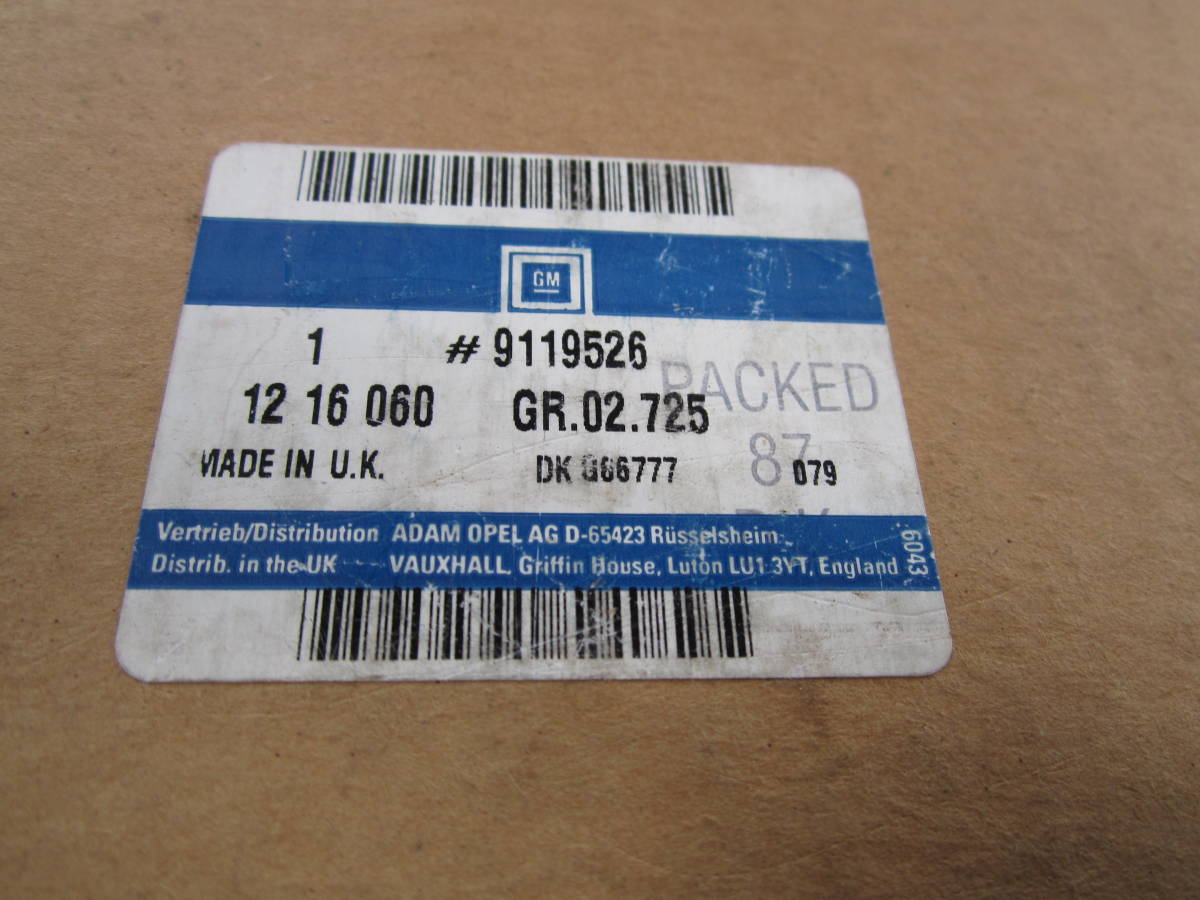 GM
1 # 9119526
12 16 060 GR.02.725
PACKED
MADE IN U.K. DK G66777 87 079
Vertrieb/Distribution ADAM OPEL AG D-65423 Rüsselsheim
Distrib. in the UK VAUXHALL, Griffin House, Luton LU1 3YT, England
6043